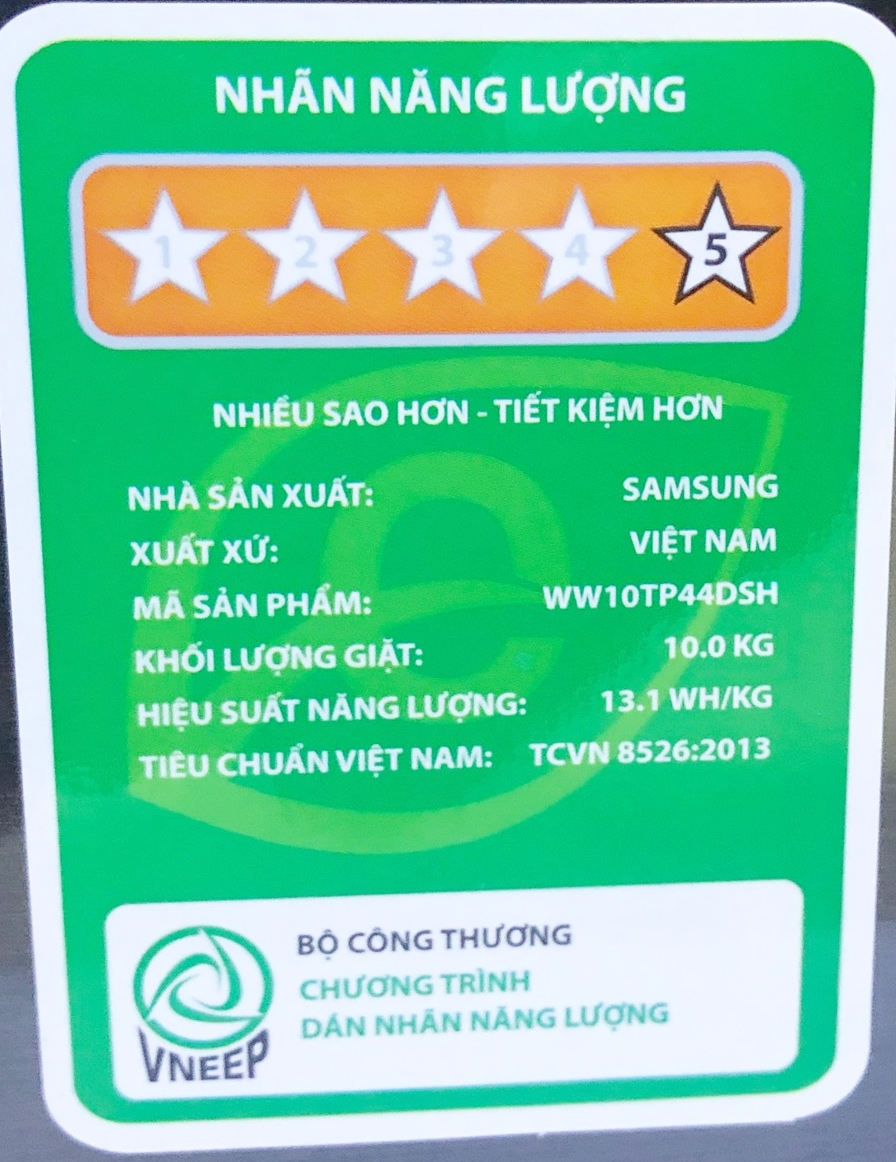 NHÃN NĂNG LƯỢNG
1 2 3 4 5
NHIỀU SAO HƠN - TIẾT KIỆM HƠN
NHÀ SẢN XUẤT: SAMSUNG
XUẤT XỨ: VIỆT NAM
MÃ SẢN PHẨM: WW10TP44DSH
KHỐI LƯỢNG GIẶT: 10.0 KG
HIỆU SUẤT NĂNG LƯỢNG: 13.1 WH/KG
TIÊU CHUẨN VIỆT NAM: TCVN 8526:2013
BỘ CÔNG THƯƠNG
CHƯƠNG TRÌNH
DÁN NHÃN NĂNG LƯỢNG
VNEEP